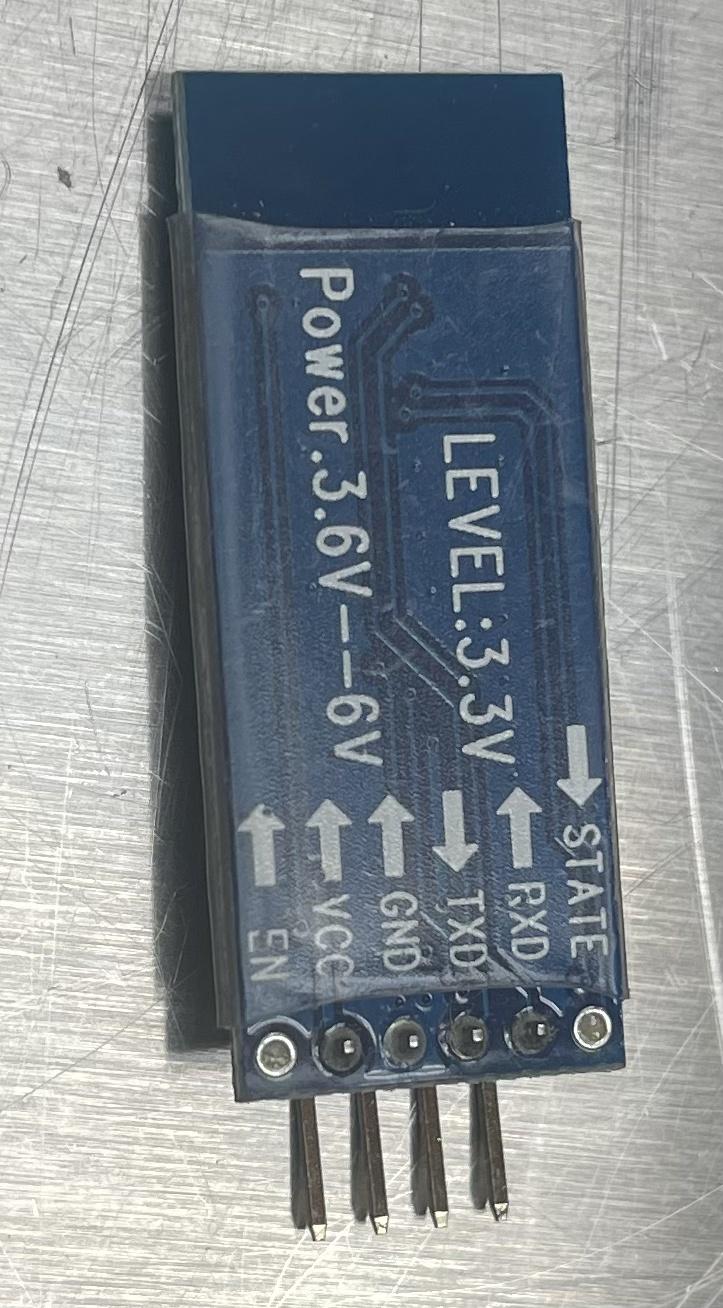 LEVEL:3.3V
Power.3.6V--6V
STATE
RXD
TXD
GND
VCC
EN